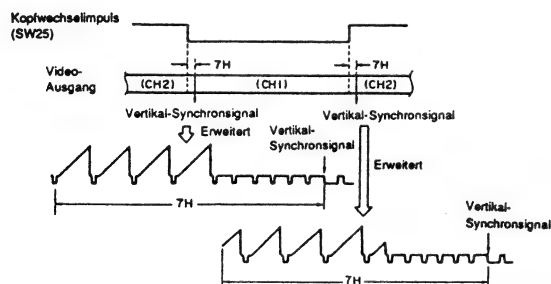 Kopfwechselimpuls
(SW25)
7H
7H
Video-
Ausgang
(CH2)
(CH1)
(CH2)
Vertikal-Synchronsignal
Vertikal-Synchronsignal
Erweitert
Vertikal-
Synchronsignal
Erweitert
7H
Vertikal-
Synchronsignal
7H